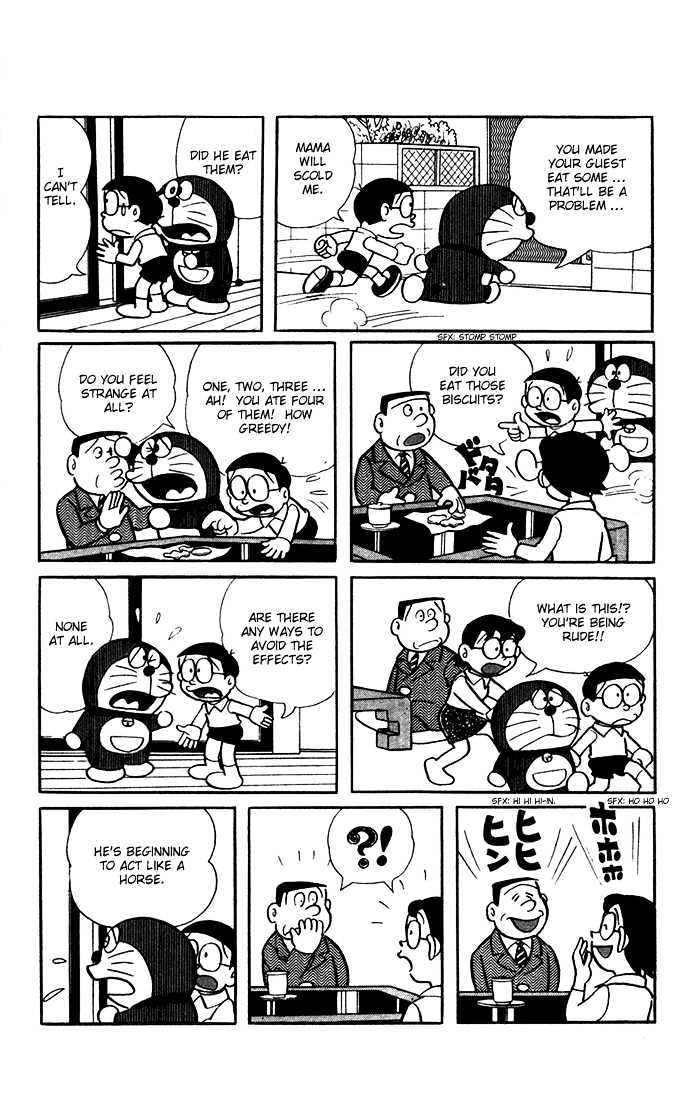 YOU MADE
YOUR GUEST
EAT SOME ...
THAT'LL BE A
PROBLEM ...
MAMA
WILL
SCOLD
ME.
DID HE EAT
THEM?
I
CAN'T
TELL.
SFX: STOMP STOMP
DID YOU
EAT THOSE
BISCUITS?
ドタ
バタ
ONE, TWO, THREE ...
AH! YOU ATE FOUR
OF THEM! HOW
GREEDY!
DO YOU FEEL
STRANGE AT
ALL?
WHAT IS THIS!?
YOU'RE BEING
RUDE!!
ARE THERE
ANY WAYS TO
AVOID THE
EFFECTS?
NONE
AT ALL.
SFX: HO HO HO
ホホホ
SFX: HI HI HI-IN.
ヒヒ
ヒン
?!
HE'S BEGINNING
TO ACT LIKE A
HORSE.